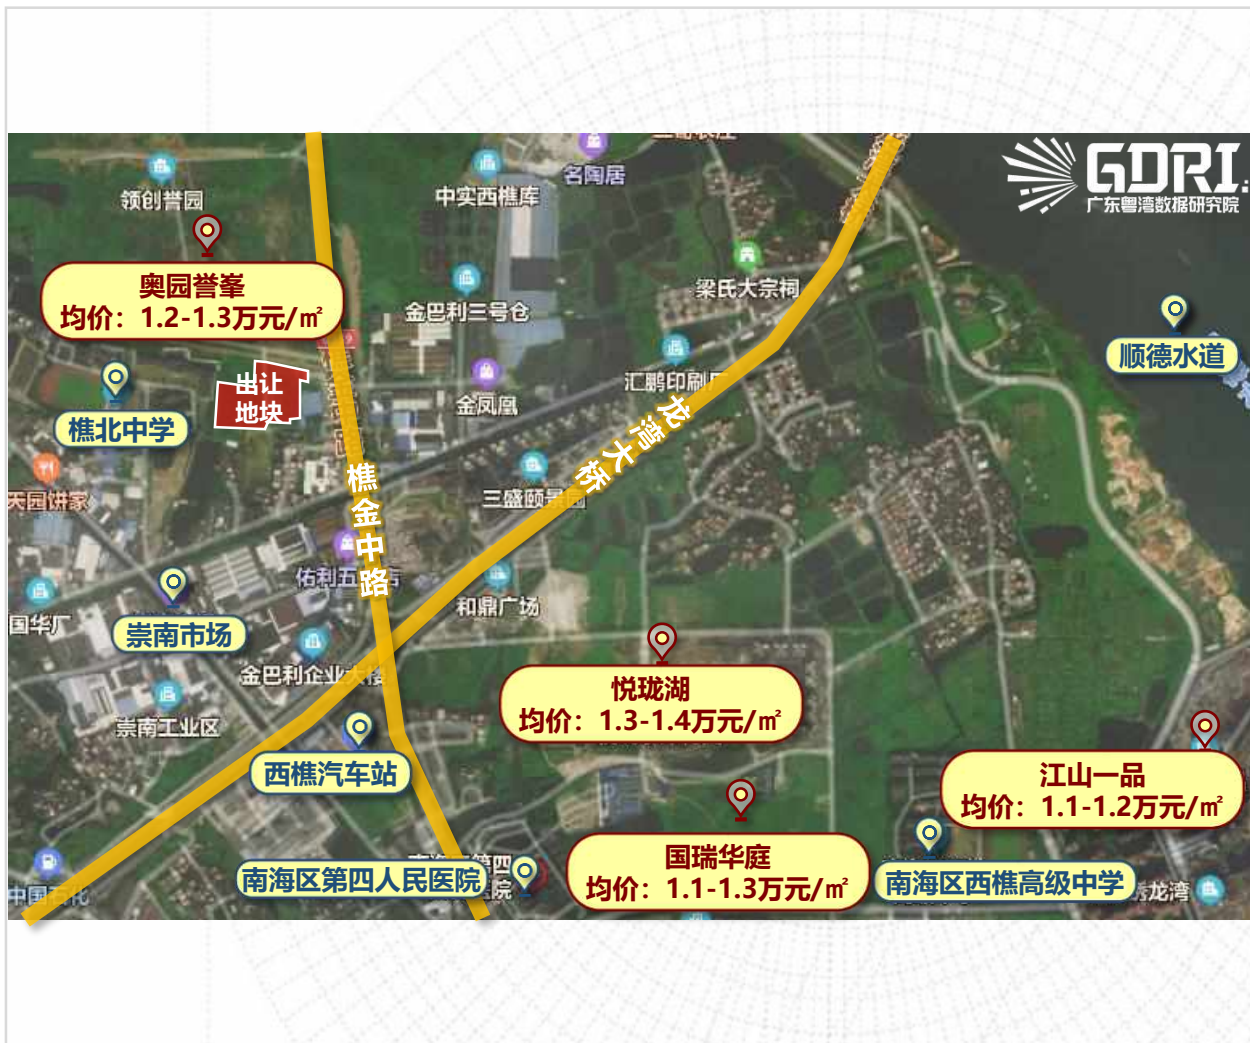 GDRI.
广东粤湾数据研究院
名陶居
领创誉园
中实西樵库
奥园誉峯
均价：1.2-1.3万元/㎡
梁氏大宗祠
金巴利三号仓
顺德水道
出让
地块
汇鹏印刷厂
金凤凰
樵北中学
龙湾大桥
天园饼家
三盛颐景园
樵金中路
佑利五
店
和鼎广场
国华厂
崇南市场
金巴利企业大楼
悦珑湖
均价：1.3-1.4万元/㎡
崇南工业区
西樵汽车站
江山一品
均价：1.1-1.2万元/㎡
国瑞华庭
均价：1.1-1.3万元/㎡
南海区第四人民医院
南海区西樵高级中学
中国石化
龙湾